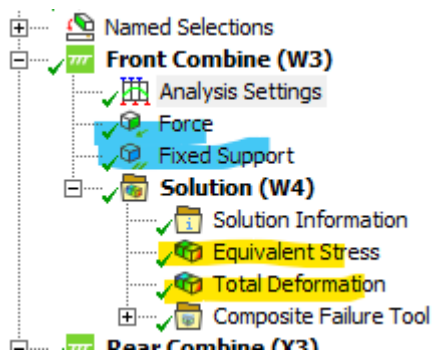 Named Selections
Front Combine (W3)
Analysis Settings
Force
Fixed Support
Solution (W4)
Solution Information
Equivalent Stress
Total Deformation
Composite Failure Tool
Rear Combine (X3)